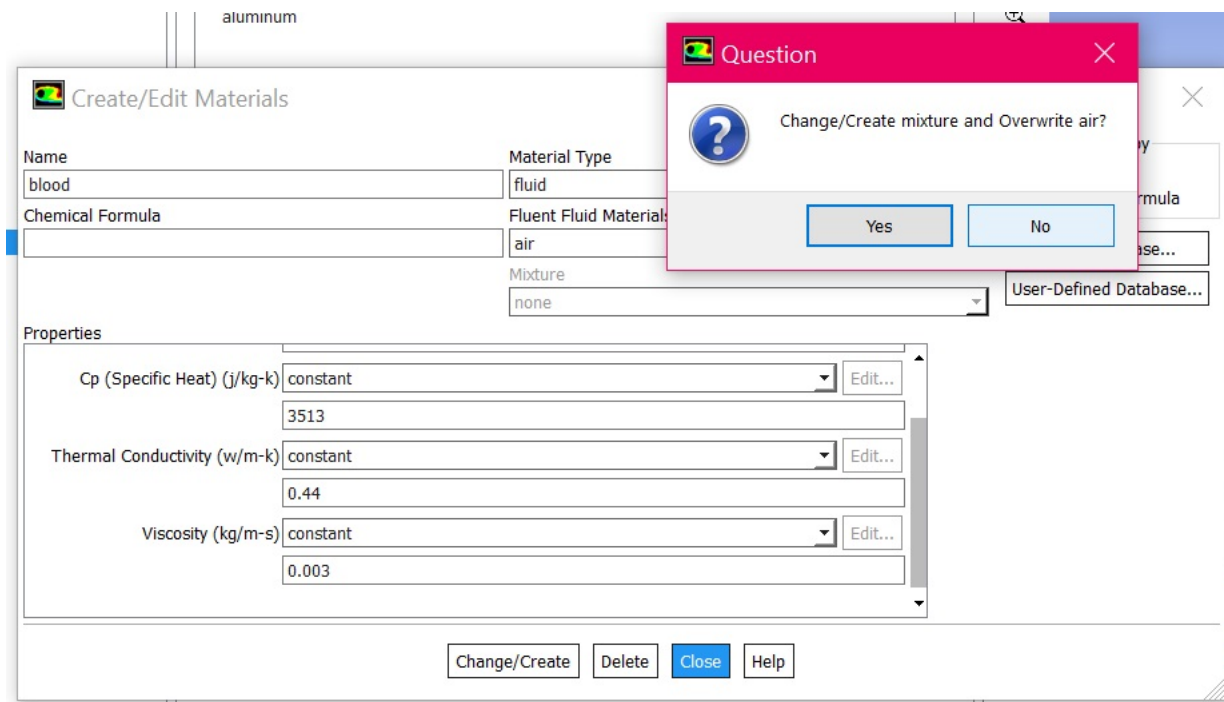 aluminum
Question
Change/Create mixture and Overwrite air?
Yes
No
Create/Edit Materials
Name
blood
Chemical Formula
Material Type
fluid
Fluent Fluid Materials
air
Mixture
none
User-Defined Database...
Properties
Cp (Specific Heat) (j/kg-k) constant Edit...
3513
Thermal Conductivity (w/m-k) constant Edit...
0.44
Viscosity (kg/m-s) constant Edit...
0.003
Change/Create Delete Close Help